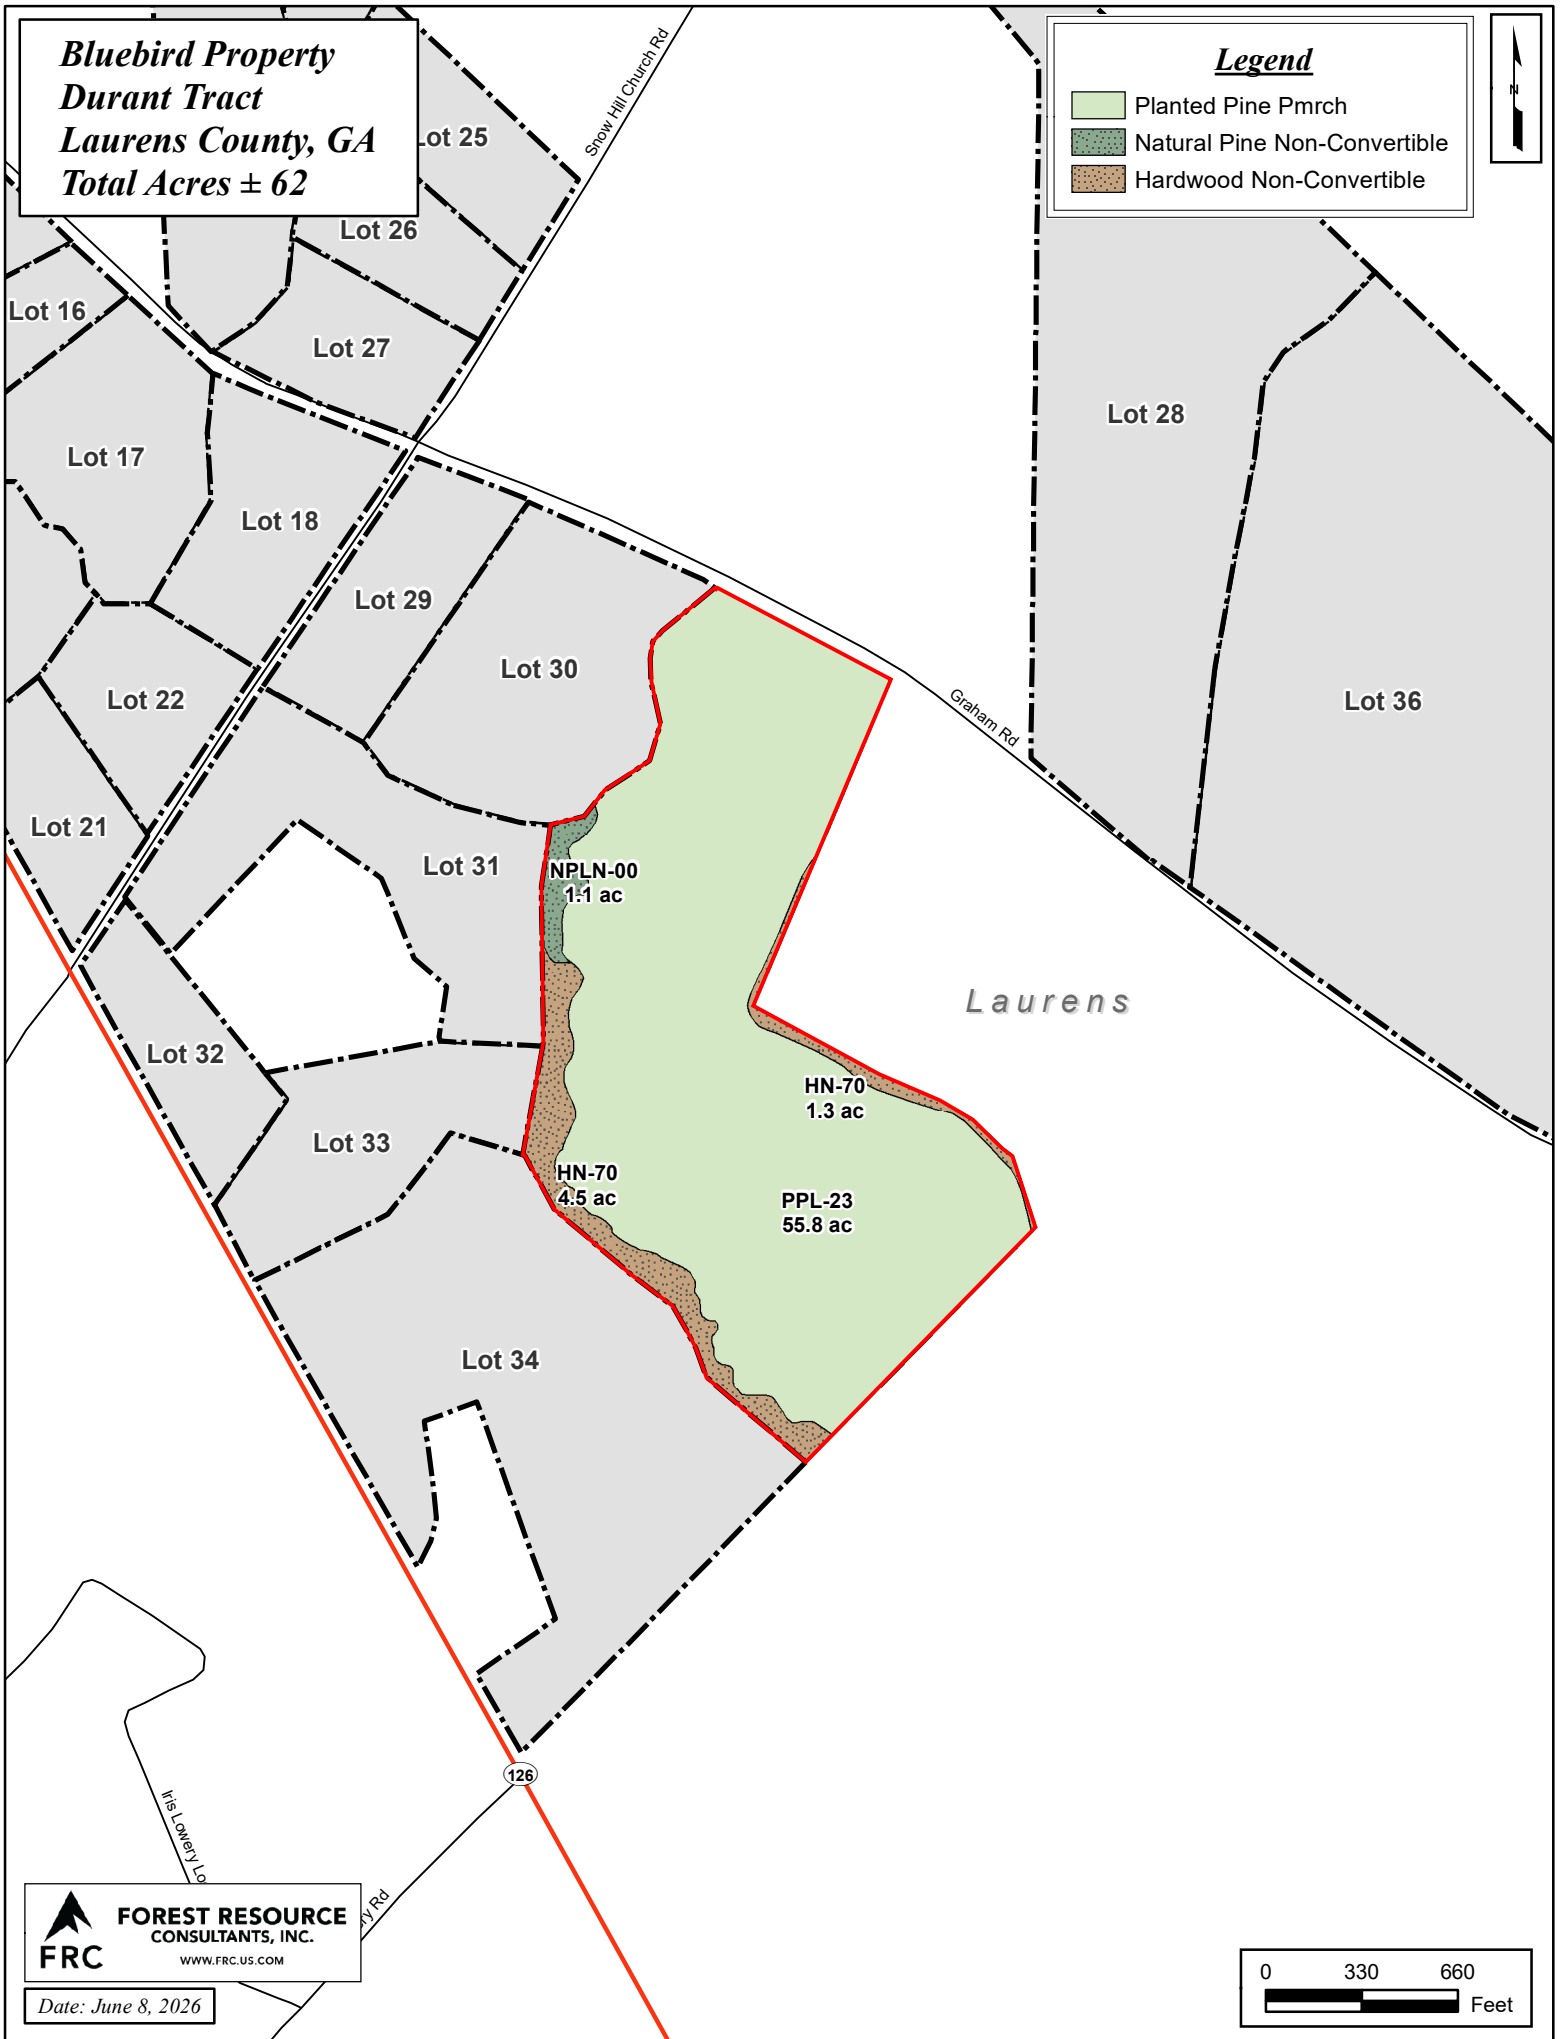 Bluebird Property
Durant Tract
Laurens County, GA
Total Acres ± 62
Legend
Planted Pine Pmrch
Natural Pine Non-Convertible
Hardwood Non-Convertible
N
Snow Hill Church Rd
Lot 25
Lot 26
Lot 16
Lot 27
Lot 28
Lot 17
Lot 18
Lot 29
Lot 30
Lot 22
Lot 36
Graham Rd
Lot 21
Lot 31
NPLN-00
1.1 ac
Laurens
Lot 32
HN-70
1.3 ac
Lot 33
HN-70
4.5 ac
PPL-23
55.8 ac
Lot 34
126
Iris Lowery Lo
ry Rd
FRC
FOREST RESOURCE
CONSULTANTS, INC.
WWW.FRC.US.COM
Date: June 8, 2026
0 330 660
Feet